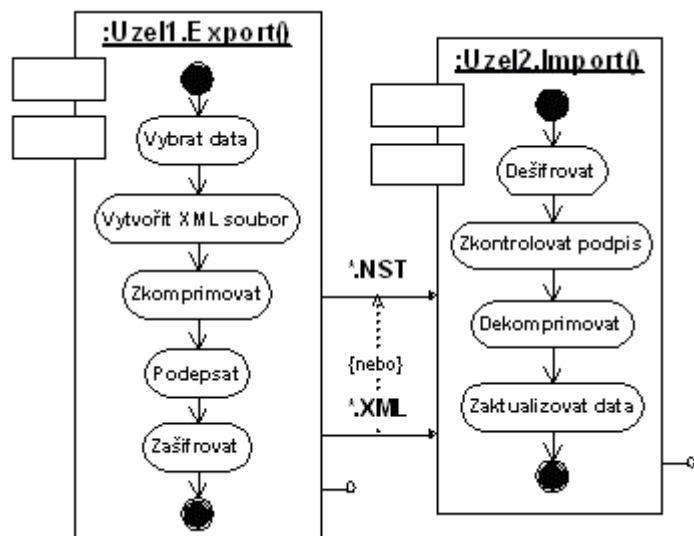 :Uzel1.Export()
Vybrat data
Vytvořit XML soubor
Zkomprimovat
Podepsat
Zašifrovat
*.NST
{nebo}
*.XML
:Uzel2.Import()
Dešifrovat
Zkontrolovat podpis
Dekomprimovat
Zaktualizovat data